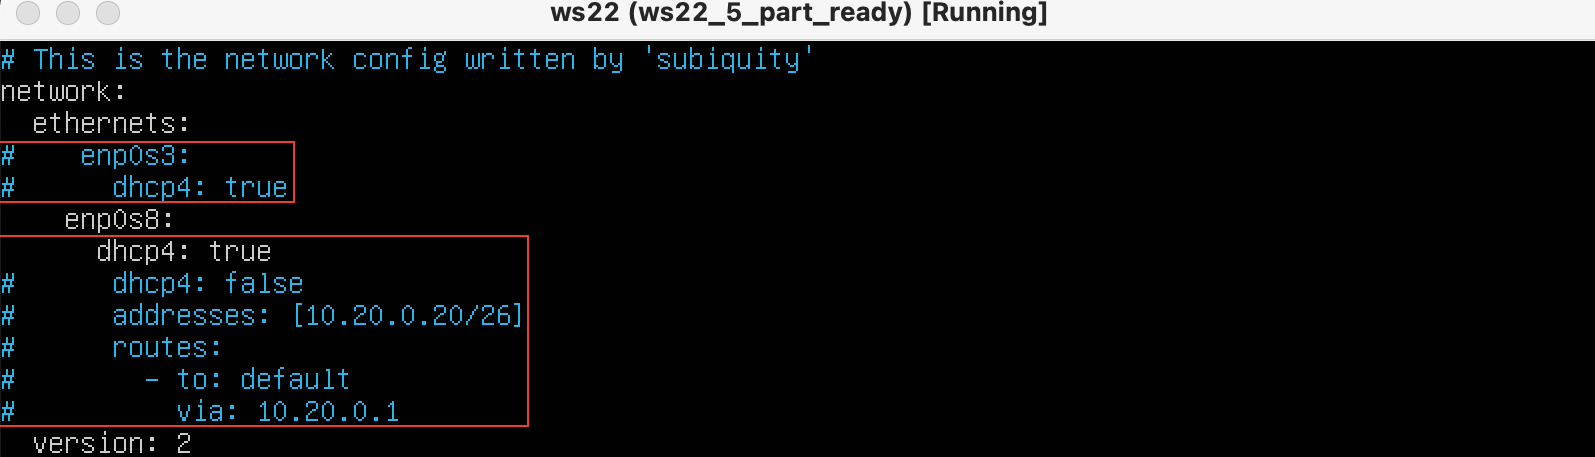 ws22 (ws22_5_part_ready) [Running]
# This is the network config written by 'subiquity'
network:
  ethernets:
#    enp0s3:
#      dhcp4: true
    enp0s8:
      dhcp4: true
#      dhcp4: false
#      addresses: [10.20.0.20/26]
#      routes:
#        - to: default
#          via: 10.20.0.1
  version: 2